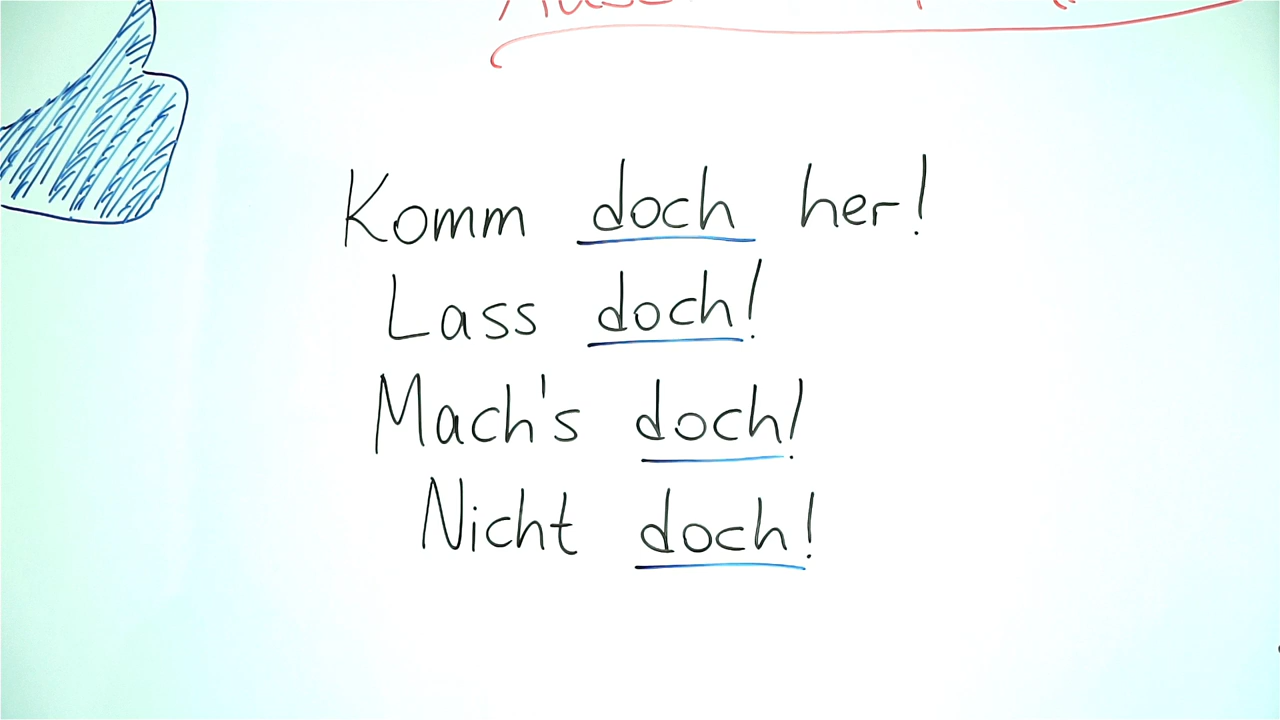 Komm doch her!
Lass doch!
Mach's doch!
Nicht doch!